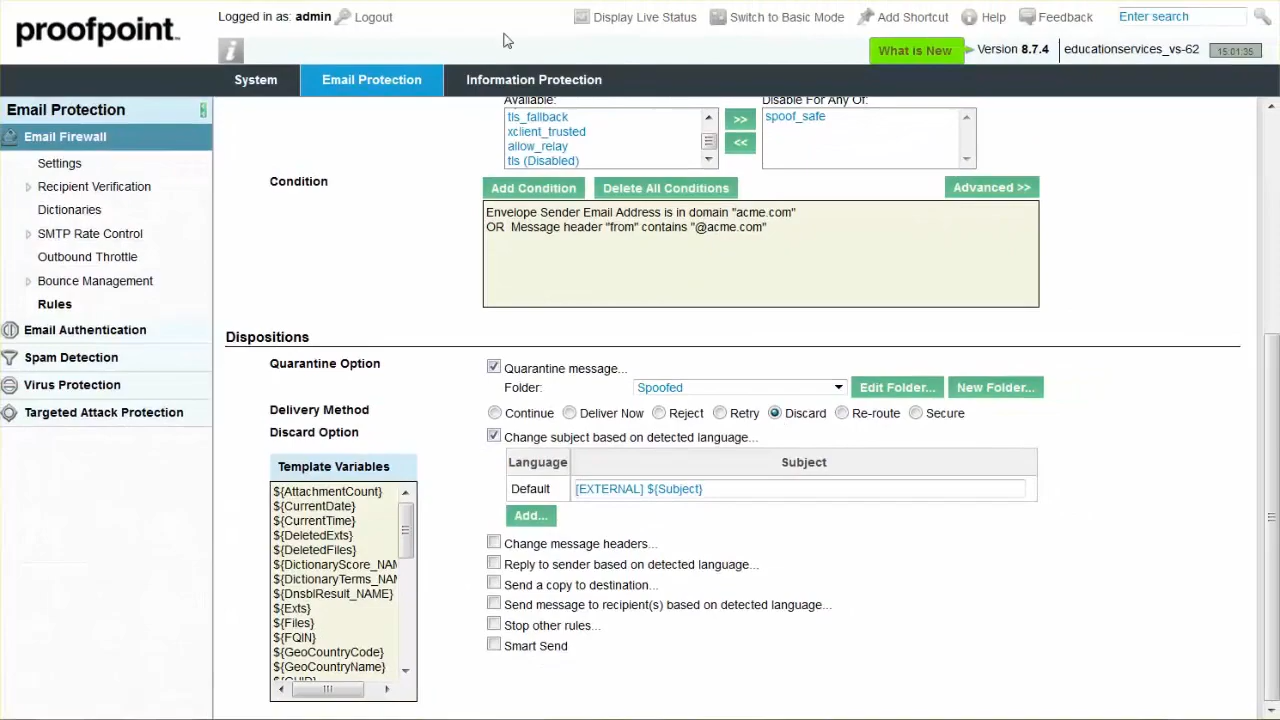 proofpoint.
Logged in as: admin Logout
Display Live Status Switch to Basic Mode Add Shortcut Help Feedback Enter search
What is New Version 8.7.4 educationservices_vs-62 15:01:35
System Email Protection Information Protection
Email Protection
Email Firewall
Settings
Recipient Verification
Dictionaries
SMTP Rate Control
Outbound Throttle
Bounce Management
Rules
Email Authentication
Spam Detection
Virus Protection
Targeted Attack Protection
Available: Disable For Any Of:
tls_fallback
xclient_trusted
allow_relay
tls (Disabled)
>>
<<
spoof_safe
Condition
Add Condition Delete All Conditions Advanced >>
Envelope Sender Email Address is in domain "acme.com"
OR Message header "from" contains "@acme.com"
Dispositions
Quarantine Option Quarantine message...
Folder: Spoofed Edit Folder... New Folder...
Delivery Method Continue Deliver Now Reject Retry Discard Re-route Secure
Discard Option Change subject based on detected language...
Language Subject
Default [EXTERNAL] ${Subject}
Add...
Template Variables
${AttachmentCount}
${CurrentDate}
${CurrentTime}
${DeletedExts}
${DeletedFiles}
${DictionaryScore_NAM
${DictionaryTerms_NAM
${DnsblResult_NAME}
${Exts}
${Files}
${FQIN}
${GeoCountryCode}
${GeoCountryName}
${GUID}
Change message headers...
Reply to sender based on detected language...
Send a copy to destination...
Send message to recipient(s) based on detected language...
Stop other rules...
Smart Send